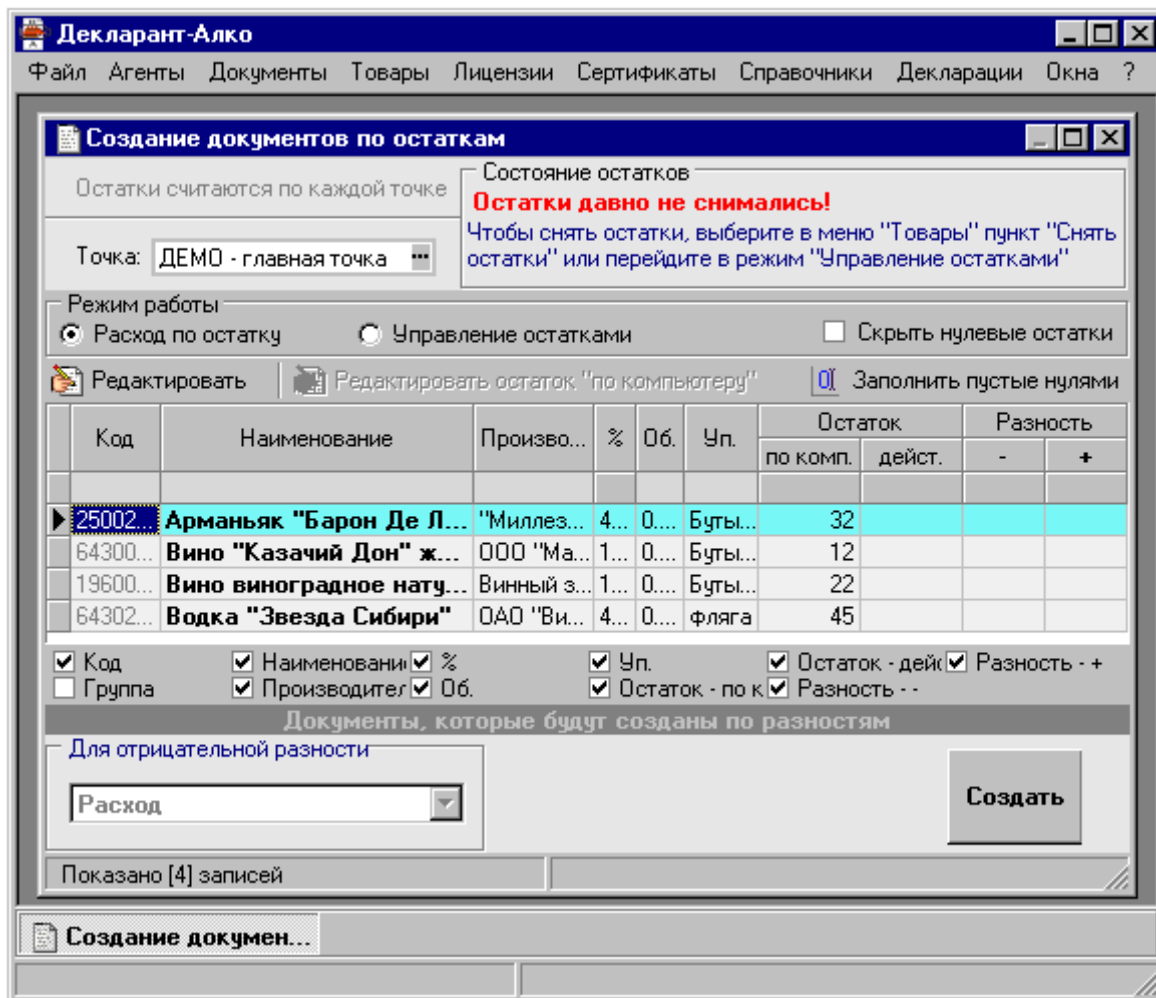 Декларант-Алко
Файл Агенты Документы Товары Лицензии Сертификаты Справочники Декларации Окна ?
Создание документов по остаткам
Остатки считаются по каждой точке
Состояние остатков
Остатки давно не снимались!
Чтобы снять остатки, выберите в меню "Товары" пункт "Снять
остатки" или перейдите в режим "Управление остатками"
Точка: ДЕМО - главная точка ...
Режим работы
Расход по остатку Управление остатками Скрыть нулевые остатки
Редактировать Редактировать остаток "по компьютеру" Заполнить пустые нулями
Код Наименование Произво... % Об. Уп. Остаток Разность
по комп. дейст. - +
25002... Арманьяк "Барон Де Л... "Миллез... 4... 0.... Буты... 32
64300... Вино "Казачий Дон" ж... ООО "Ма... 1... 0.... Буты... 12
19600... Вино виноградное нату... Винный з... 1... 0.... Буты... 22
64302... Водка "Звезда Сибири" ОАО "Ви... 4... 0.... фляга 45
Код Наименовани % Уп. Остаток - дей Разность - +
Группа Производител Об. Остаток - по к Разность - -
Документы, которые будут созданы по разностям
Для отрицательной разности
Расход
Создать
Показано [4] записей
Создание докумен...